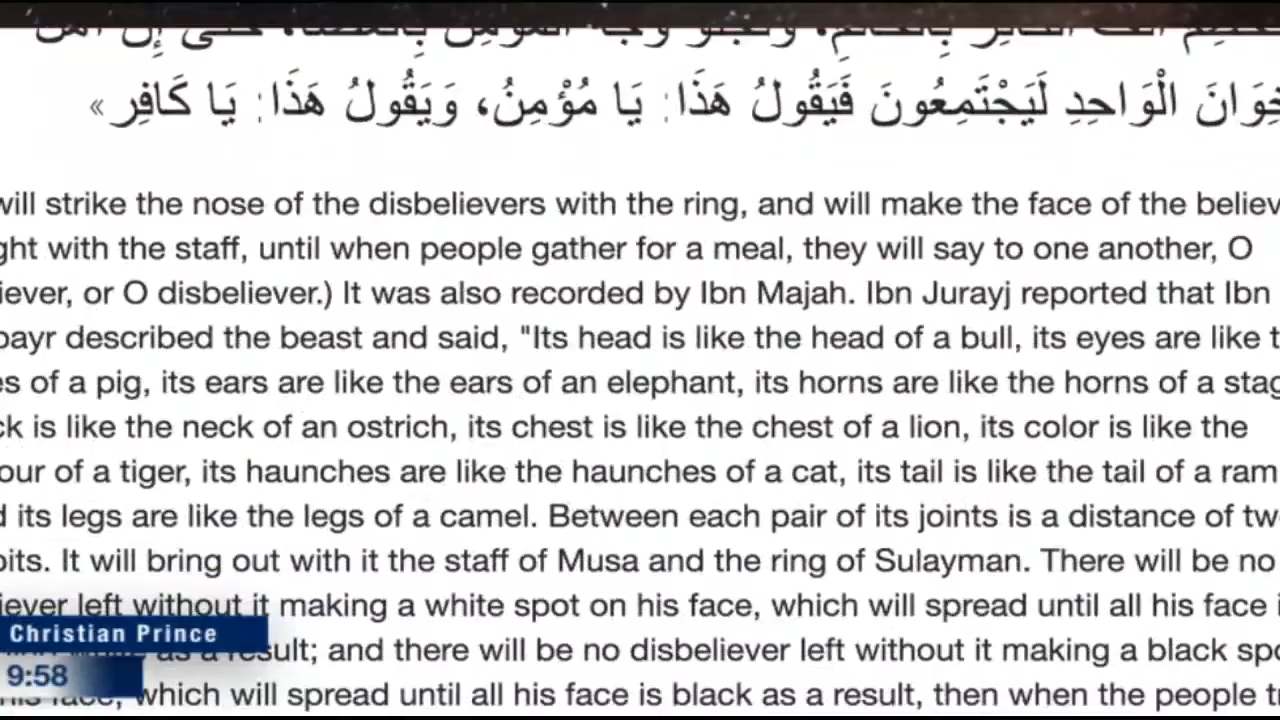 خِوَانَ الْوَاحِدِ لَيَجْتَمِعُونَ فَيَقُولُ هَذَا: يَا مُؤْمِنُ، وَيَقُولُ هَذَا: يَا كَافِرِ»
will strike the nose of the disbelievers with the ring, and will make the face of the believ
ght with the staff, until when people gather for a meal, they will say to one another, O
iever, or O disbeliever.) It was also recorded by Ibn Majah. Ibn Jurayj reported that Ibn
bayr described the beast and said, "Its head is like the head of a bull, its eyes are like t
es of a pig, its ears are like the ears of an elephant, its horns are like the horns of a stag
ck is like the neck of an ostrich, its chest is like the chest of a lion, its color is like the
our of a tiger, its haunches are like the haunches of a cat, its tail is like the tail of a ram
d its legs are like the legs of a camel. Between each pair of its joints is a distance of tw
bits. It will bring out with it the staff of Musa and the ring of Sulayman. There will be no
iever left without it making a white spot on his face, which will spread until all his face i
as a result; and there will be no disbeliever left without it making a black spo
his face, which will spread until all his face is black as a result, then when the people t
Christian Prince
9:58